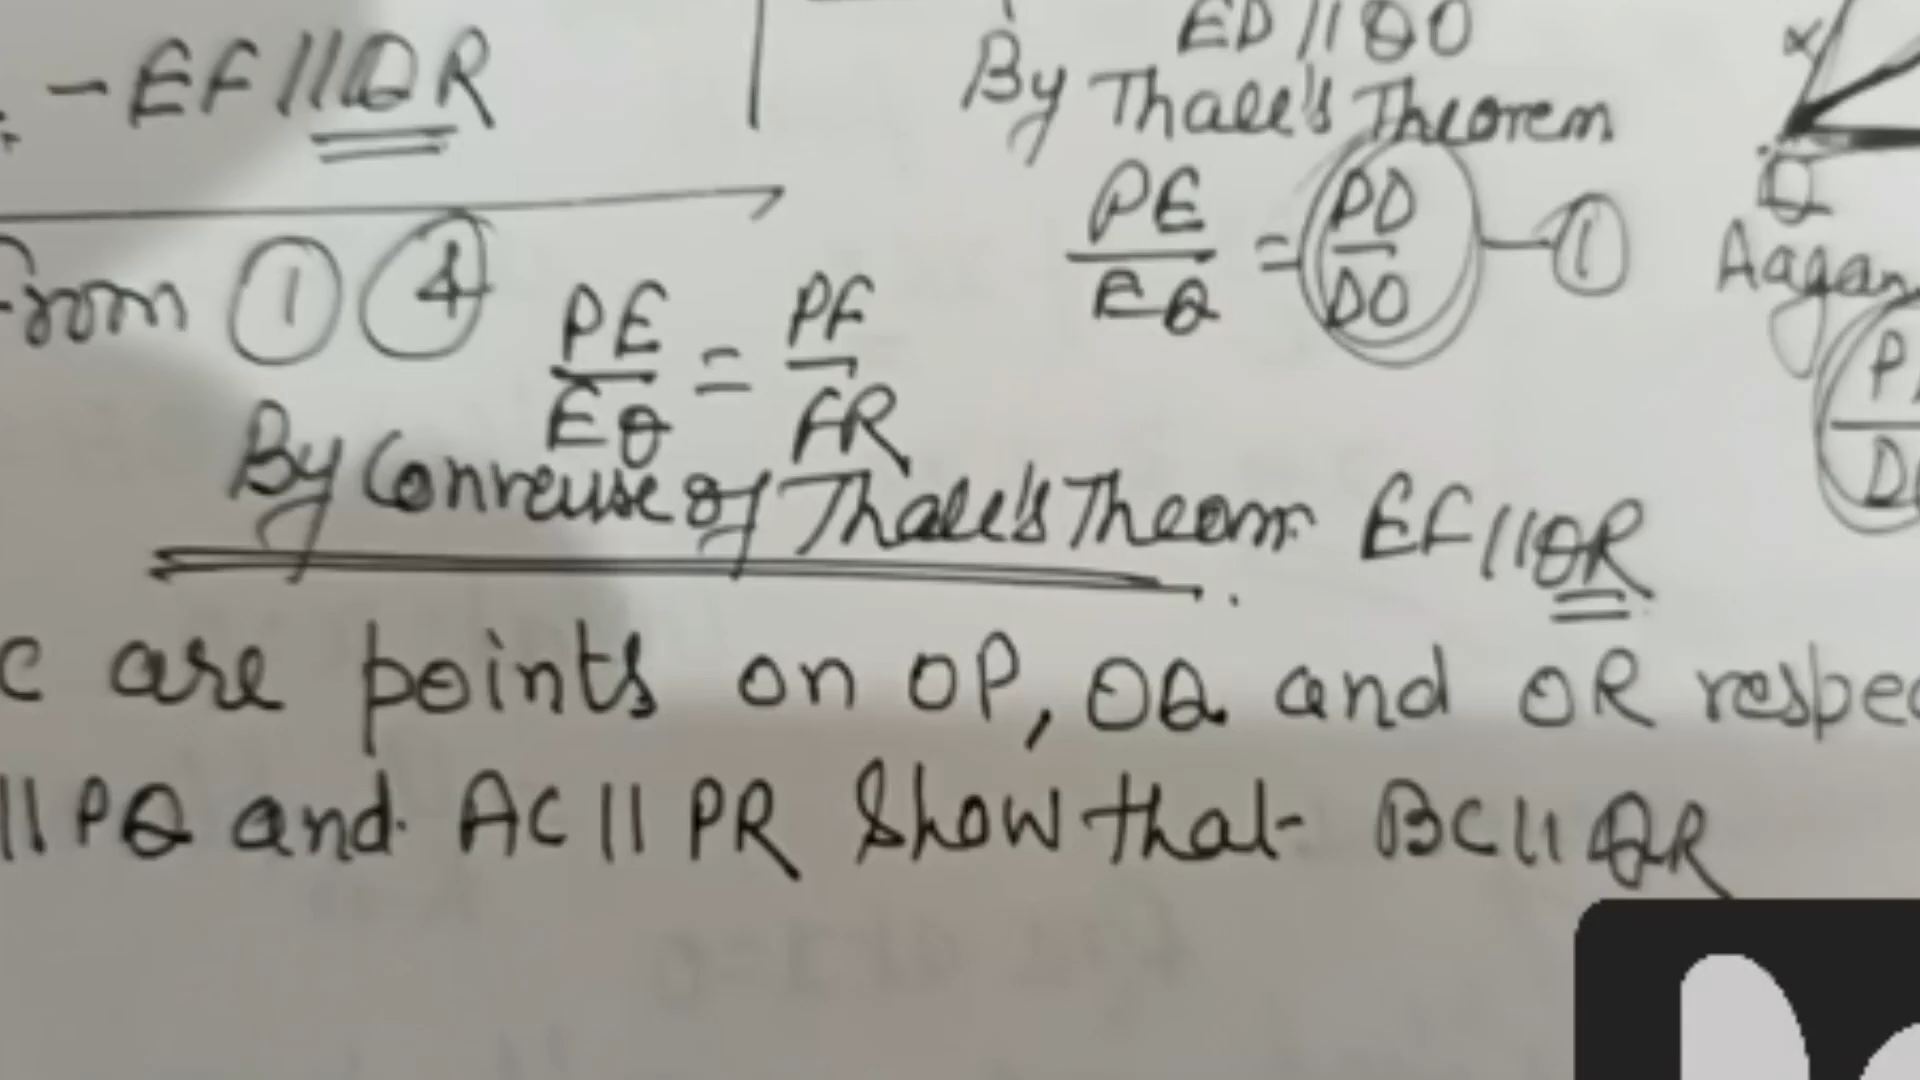 - EF||QR
ED||QO
By Thale's Theorem
PE/EQ = PD/DO - 1
From 1 4 PE/EQ = PF/FR
By Converse of Thale's Theorem EF||QR
C are points on OP, OQ and OR respec
||PQ and AC||PR Show that BC||QR
Q
Aagan
P
D